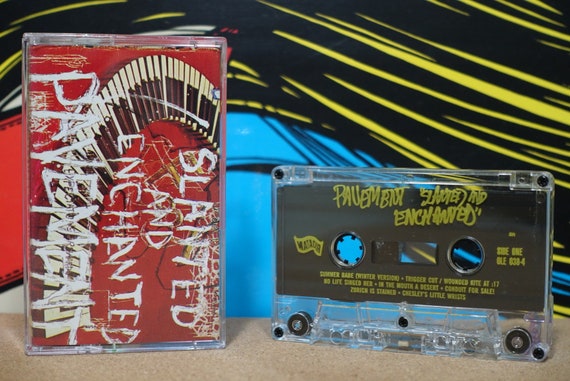 SLANTED
AND
ENCHANTED
PAVEMENT
PAVEMENT SLANTED AND
ENCHANTED
MATADOR
SIDE ONE
OLE 038-4
SUMMER BABE (WINTER VERSION) • TRIGGER CUT / WOUNDED KITE AT :17
NO LIFE SINGED HER • IN THE MOUTH A DESERT • CONDUIT FOR SALE!
ZURICH IS STAINED • CHESLEY'S LITTLE WRISTS